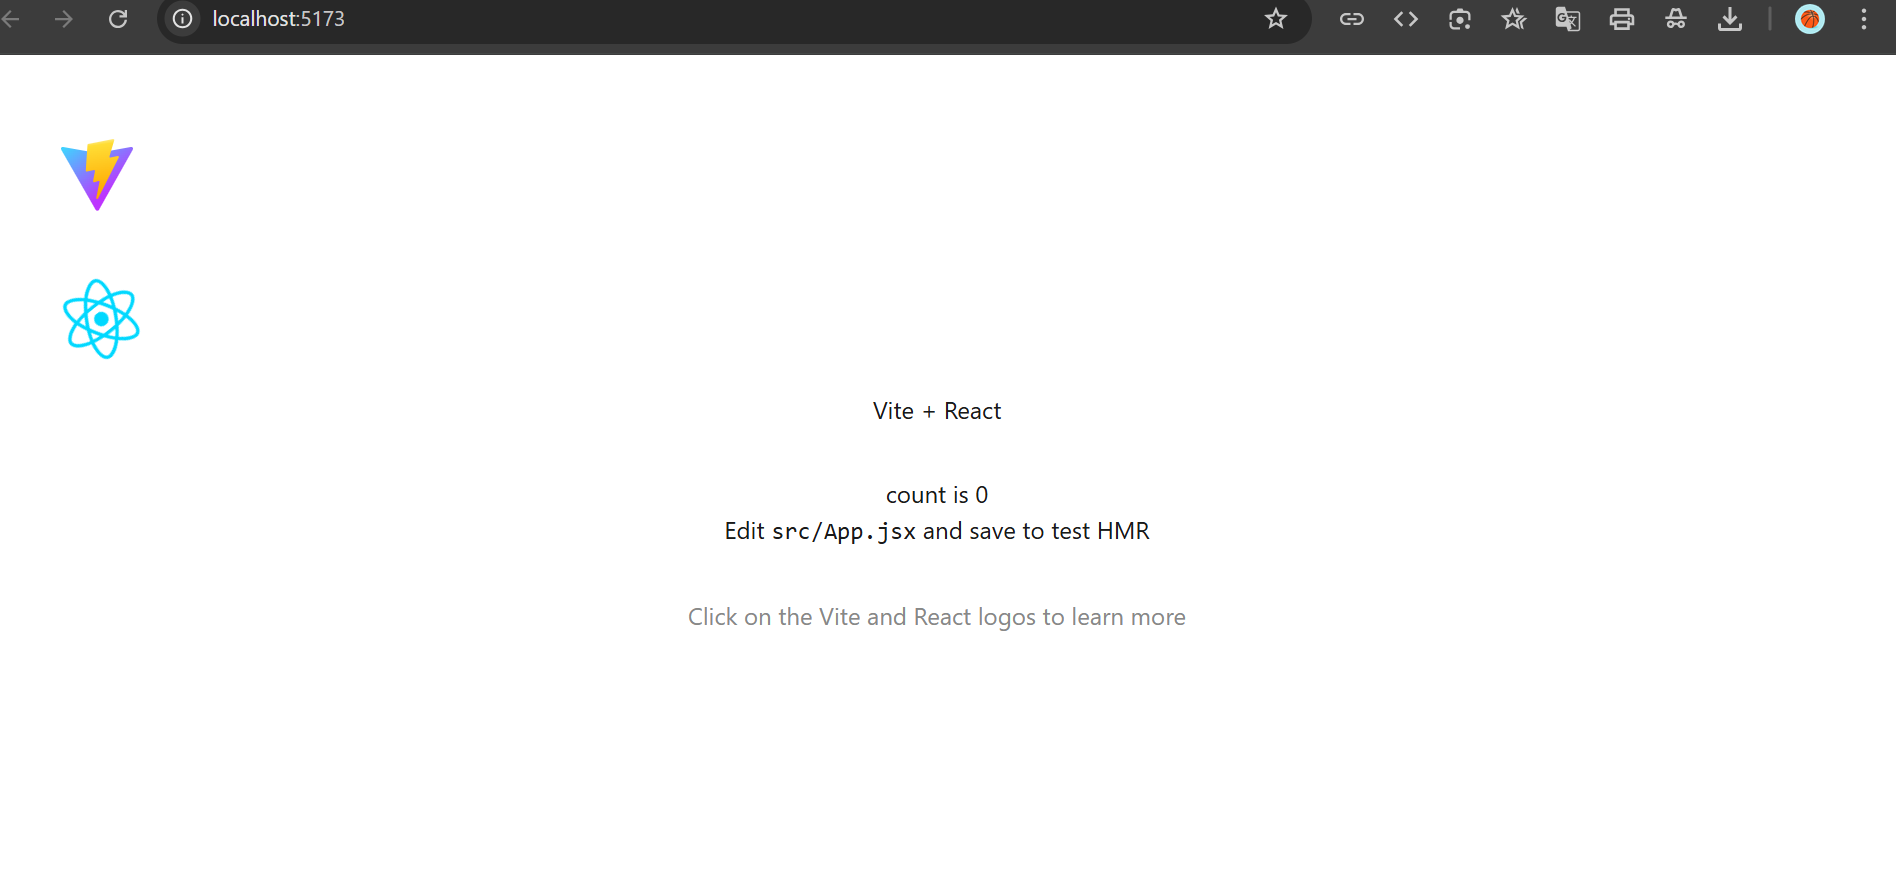 localhost:5173
Vite + React
count is 0
Edit src/App.jsx and save to test HMR
Click on the Vite and React logos to learn more